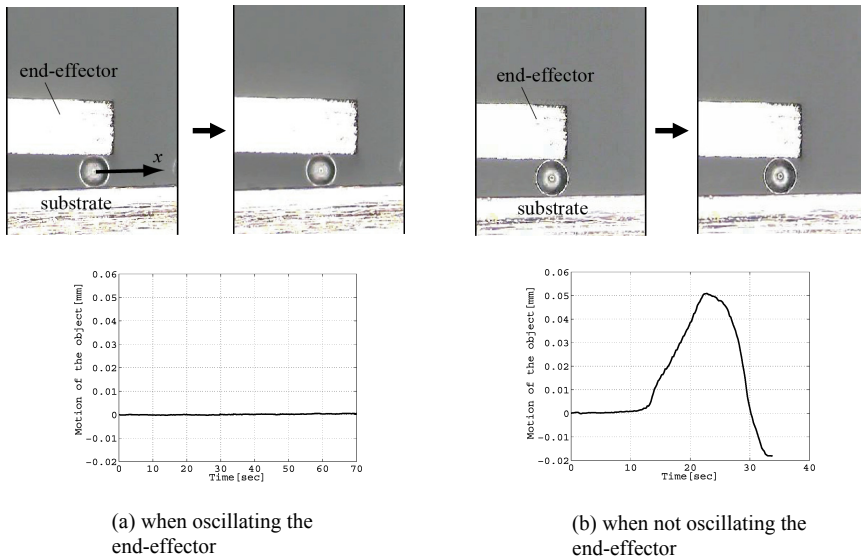 end-effector
x
substrate
end-effector
substrate
Motion of the object[mm]
0.06
0.05
0.04
0.03
0.02
0.01
0
-0.01
-0.02
0 10 20 30 40 50 60 70
Time[sec]
Motion of the object[mm]
0.06
0.05
0.04
0.03
0.02
0.01
0
-0.01
-0.02
0 10 20 30 40
Time[sec]
(a) when oscillating the
end-effector
(b) when not oscillating the
end-effector